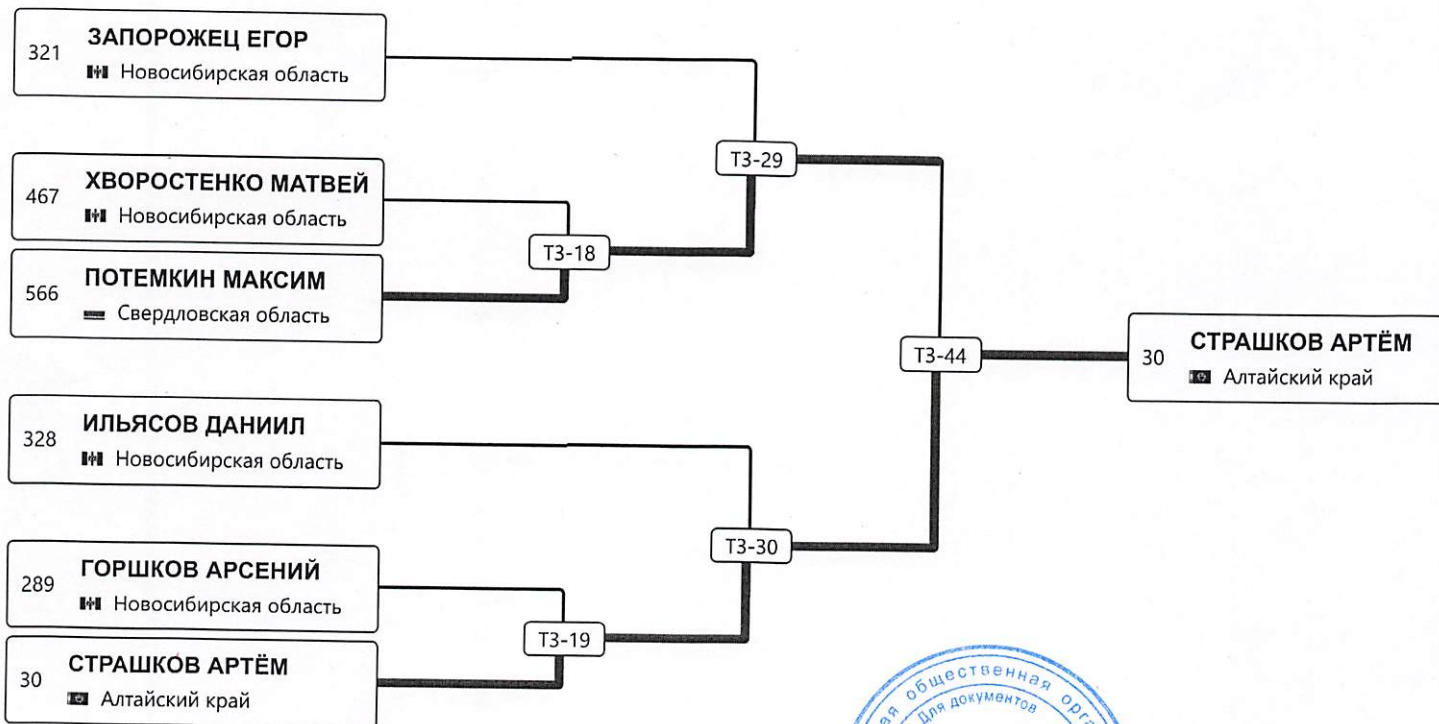 321
ЗАПОРОЖЕЦ ЕГОР
Новосибирская область
467
ХВОРОСТЕНКО МАТВЕЙ
Новосибирская область
566
ПОТЕМКИН МАКСИМ
Свердловская область
328
ИЛЬЯСОВ ДАНИИЛ
Новосибирская область
289
ГОРШКОВ АРСЕНИЙ
Новосибирская область
30
СТРАШКОВ АРТЁМ
Алтайский край
Т3-18
Т3-19
Т3-29
Т3-30
Т3-44
30
СТРАШКОВ АРТЁМ
Алтайский край
общественная
Для документов